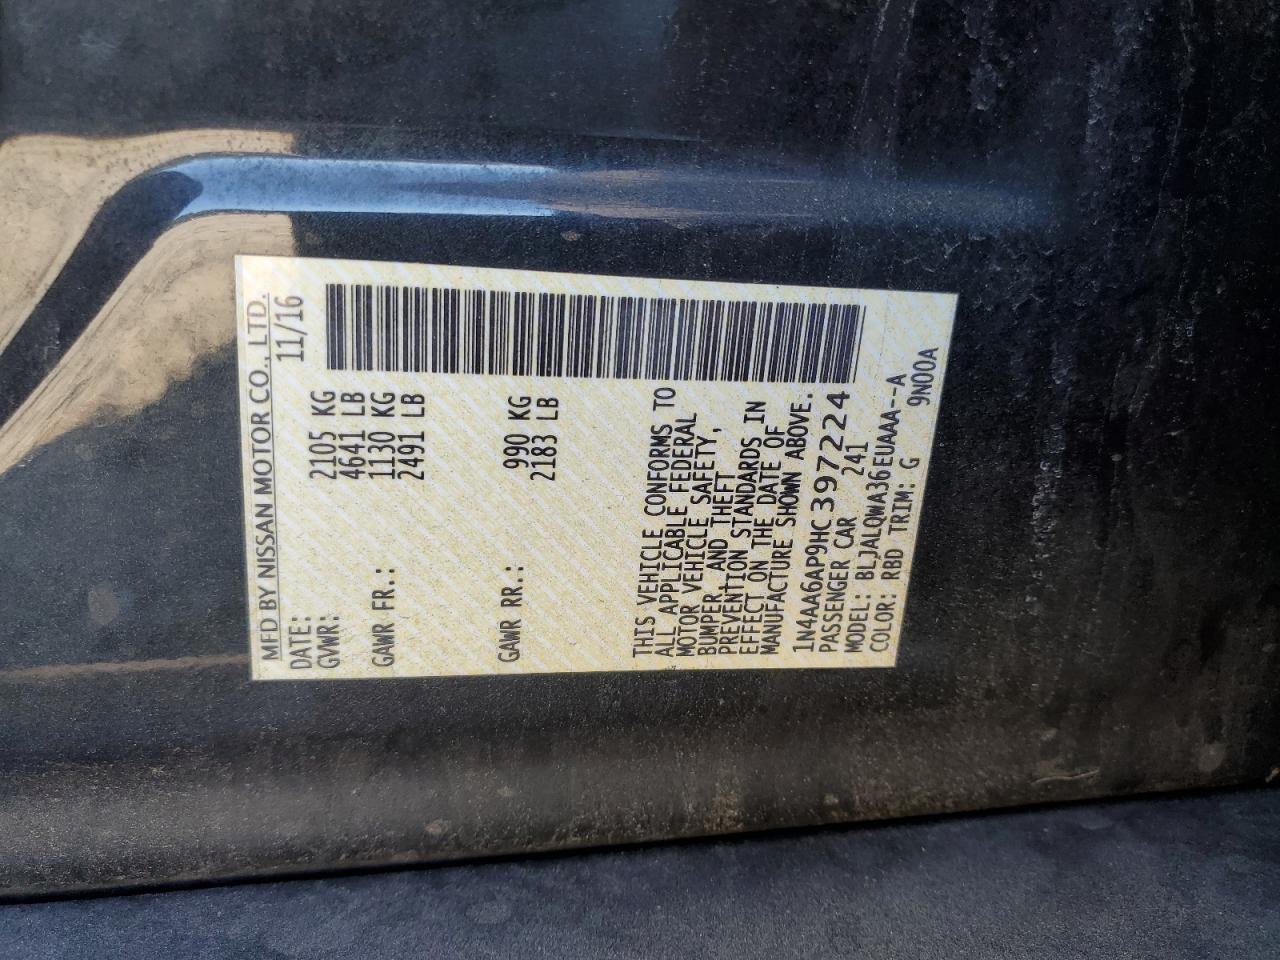 MFD BY NISSAN MOTOR CO., LTD.
DATE: 11/16
GVWR: 2105 KG
4641 LB
GAWR FR.: 1130 KG
2491 LB
GAWR RR.: 990 KG
2183 LB
THIS VEHICLE CONFORMS TO
ALL APPLICABLE FEDERAL
MOTOR VEHICLE SAFETY,
BUMPER AND THEFT
PREVENTION STANDARDS IN
EFFECT ON THE DATE OF
MANUFACTURE SHOWN ABOVE.
1N4AA6AP9HC397224
PASSENGER CAR 241
MODEL: BLJALQWA36EUAAA--A
COLOR: RBD TRIM: G 9N00A